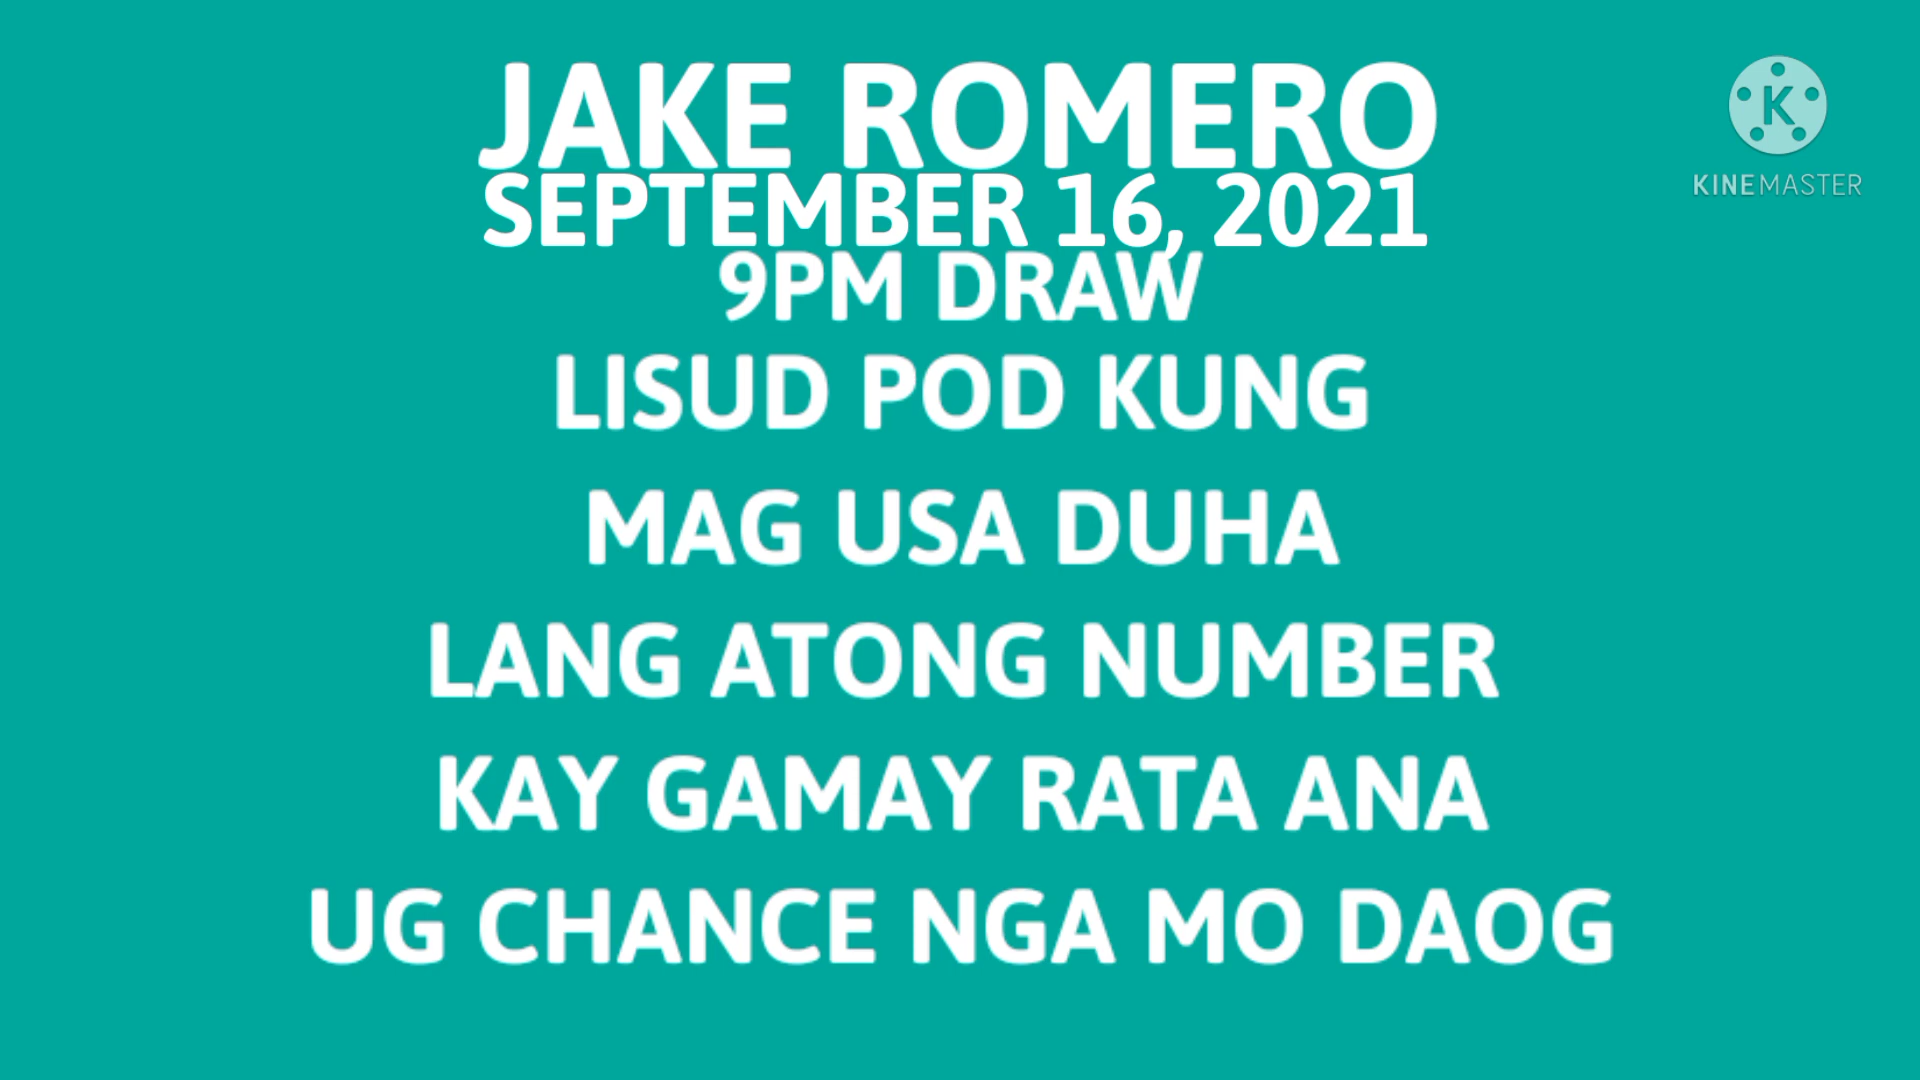 JAKE ROMERO
SEPTEMBER 16, 2021
9PM DRAW
LISUD POD KUNG
MAG USA DUHA
LANG ATONG NUMBER
KAY GAMAY RATA ANA
UG CHANCE NGA MO DAOG
K
KINEMASTER